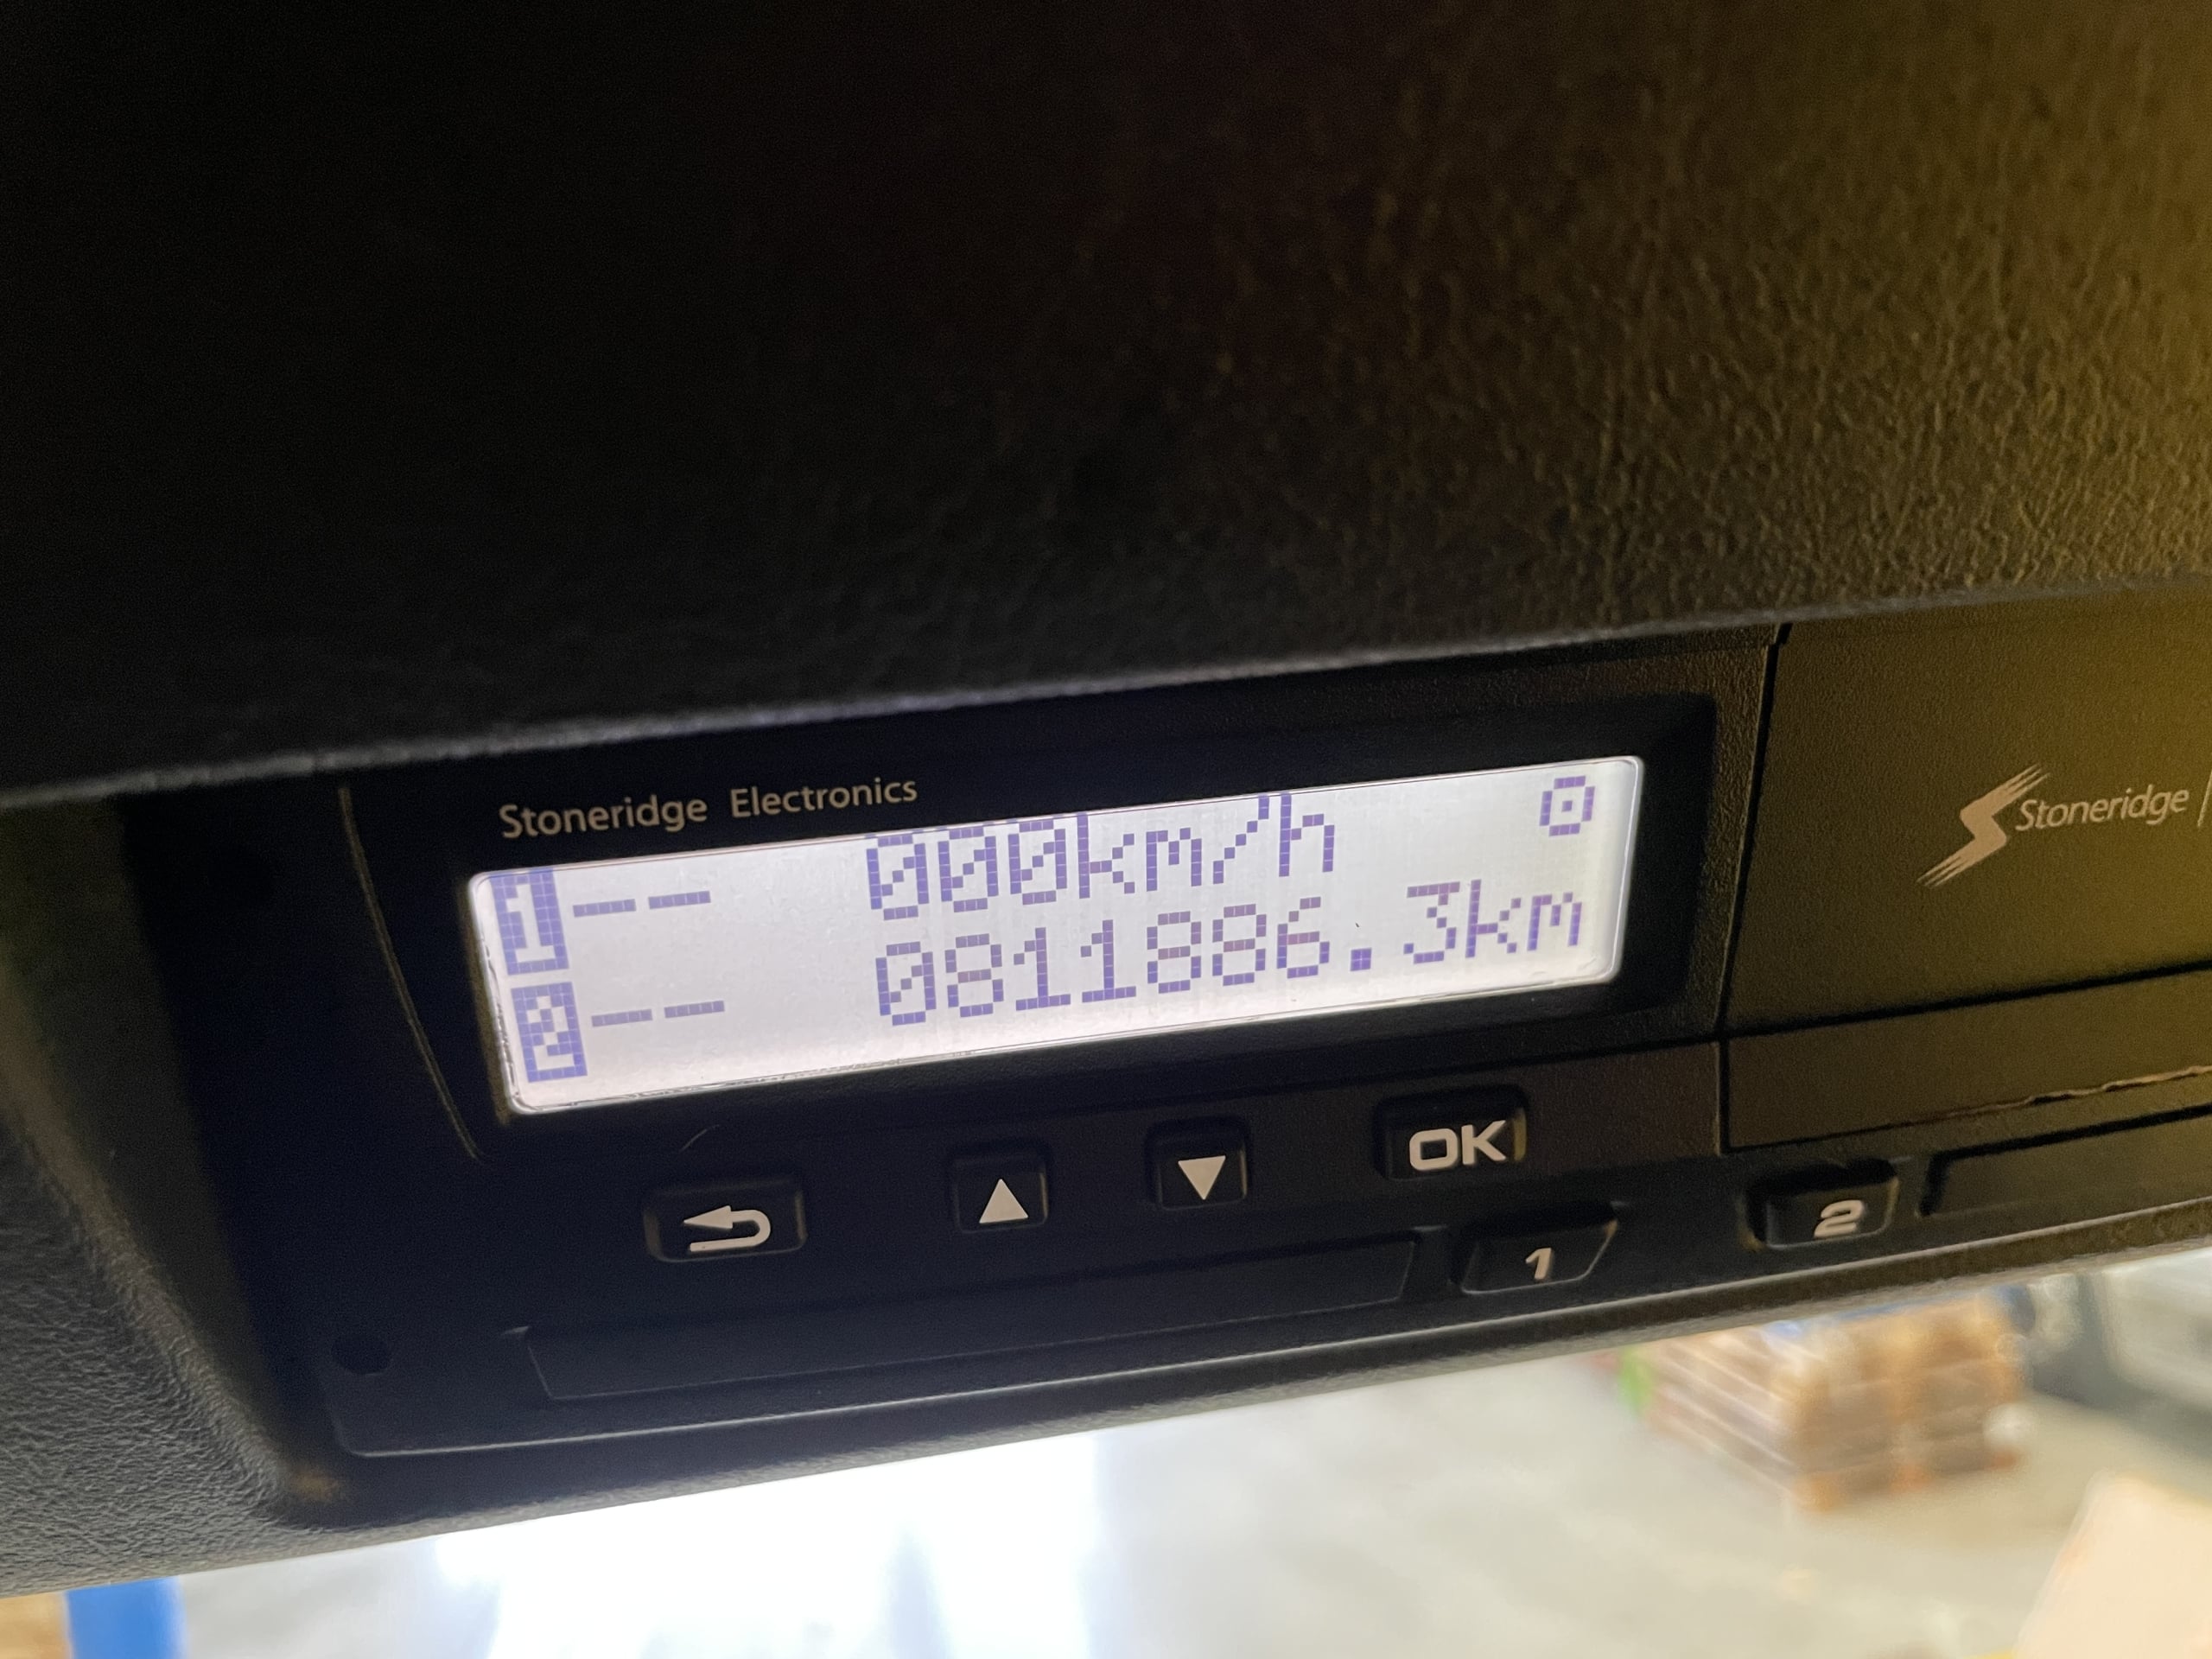 Stoneridge Electronics
1 -- 000km/h
2 -- 0811886.3km
OK
1
2
Stoneridge